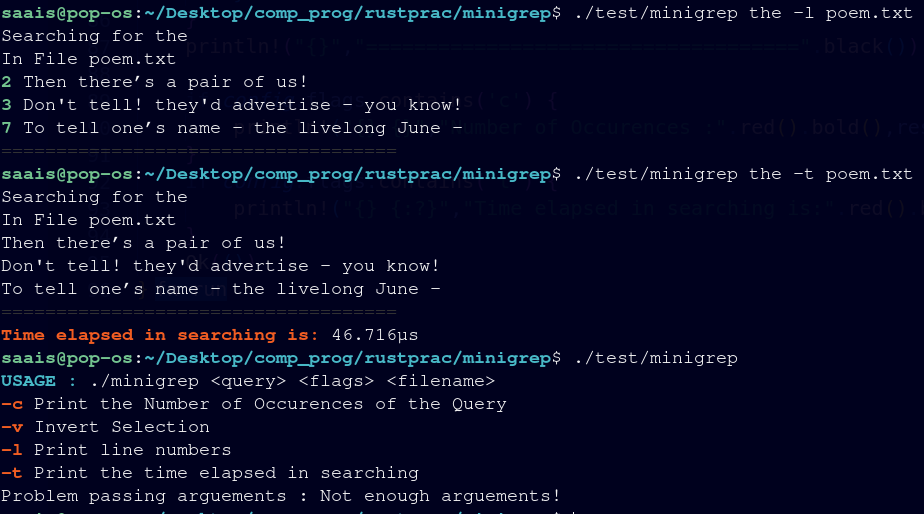 saais@pop-os:~/Desktop/comp_prog/rustprac/minigrep$ ./test/minigrep the -l poem.txt
Searching for the
In File poem.txt
2 Then there's a pair of us!
3 Don't tell! they'd advertise – you know!
7 To tell one's name – the livelong June –
====================================
saais@pop-os:~/Desktop/comp_prog/rustprac/minigrep$ ./test/minigrep the -t poem.txt
Searching for the
In File poem.txt
Then there's a pair of us!
Don't tell! they'd advertise – you know!
To tell one's name – the livelong June –
====================================
Time elapsed in searching is: 46.716µs
saais@pop-os:~/Desktop/comp_prog/rustprac/minigrep$ ./test/minigrep
USAGE : ./minigrep <query> <flags> <filename>
-c Print the Number of Occurences of the Query
-v Invert Selection
-l Print line numbers
-t Print the time elapsed in searching
Problem passing arguements : Not enough arguements!